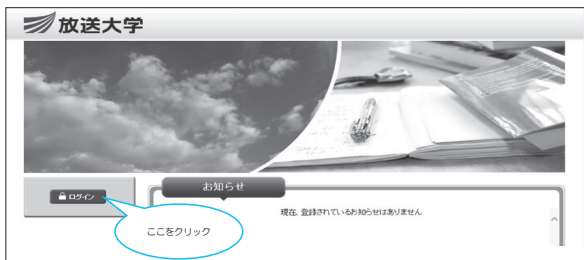 放送大学
ログイン
お知らせ
現在、登録されているお知らせはありません
ここをクリック